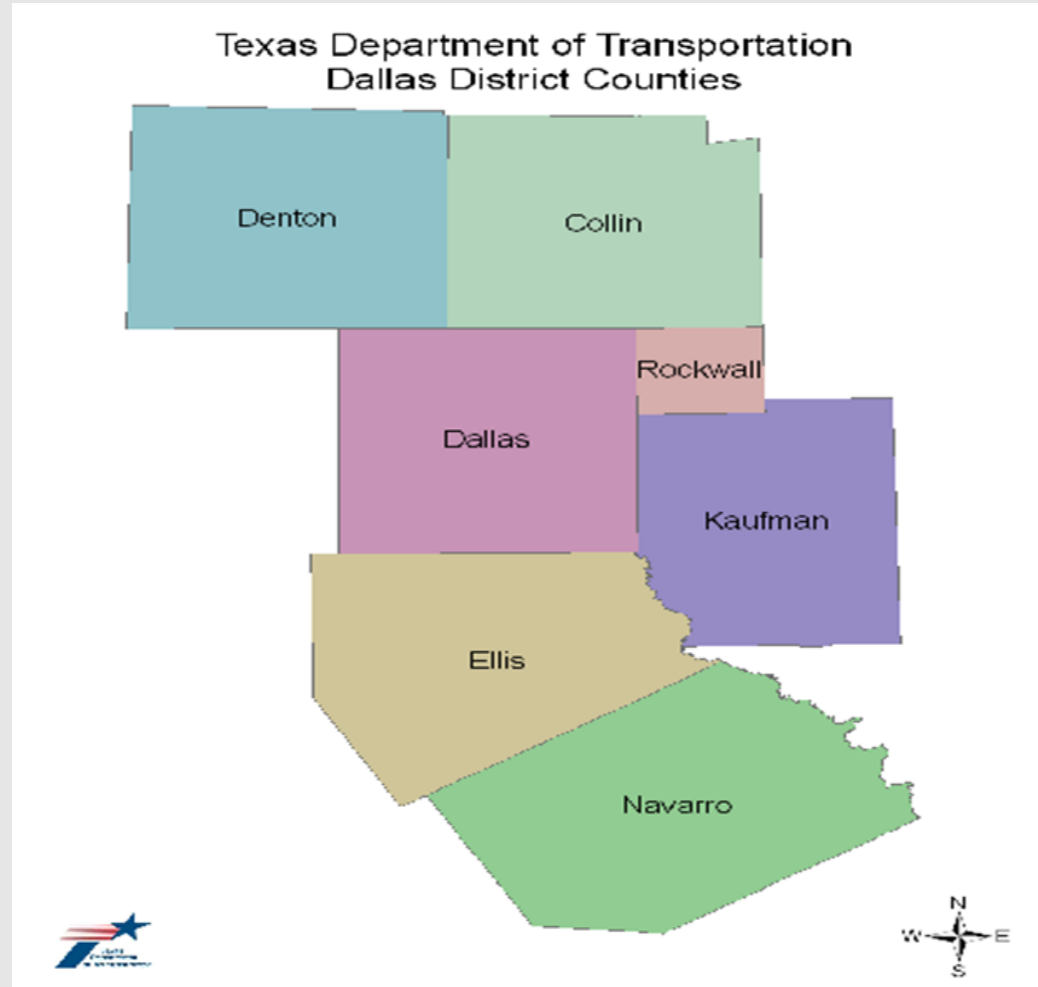 Texas Department of Transportation
Dallas District Counties
Denton
Collin
Rockwall
Dallas
Kaufman
Ellis
Navarro
N
W E
S